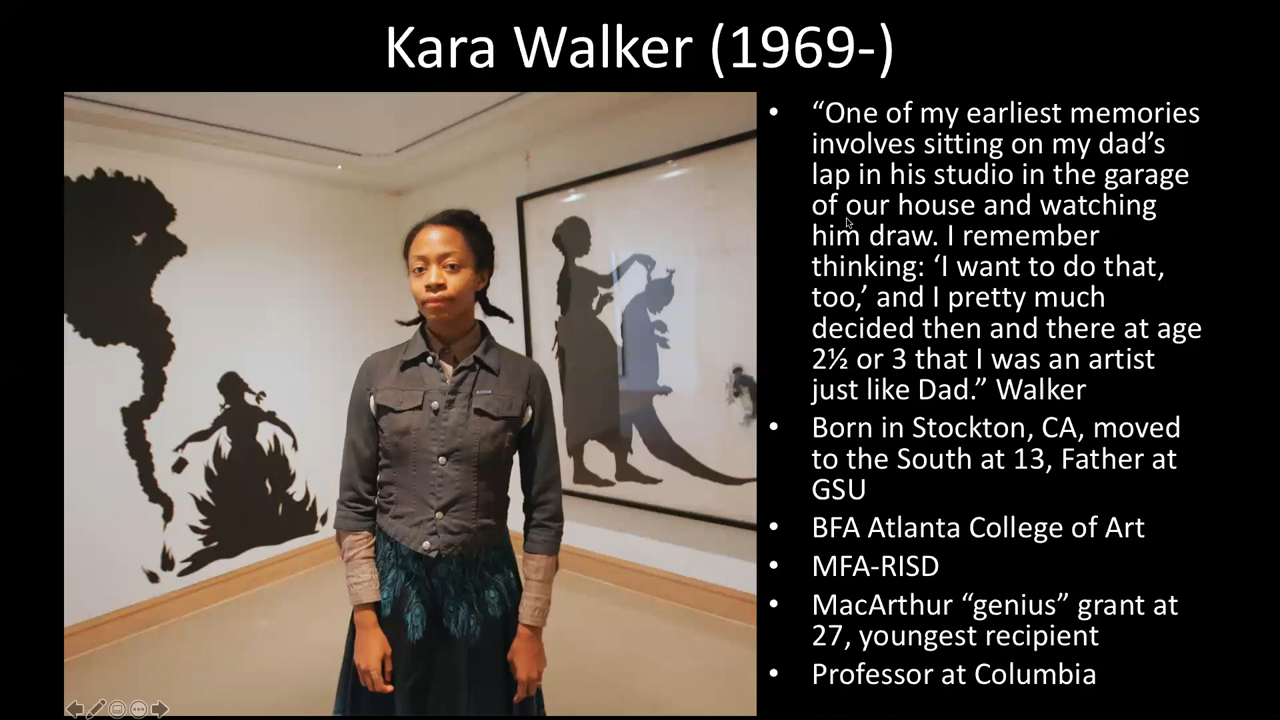 Kara Walker (1969-)
• “One of my earliest memories
involves sitting on my dad’s
lap in his studio in the garage
of our house and watching
him draw. I remember
thinking: ‘I want to do that,
too,’ and I pretty much
decided then and there at age
2½ or 3 that I was an artist
just like Dad.” Walker
• Born in Stockton, CA, moved
to the South at 13, Father at
GSU
• BFA Atlanta College of Art
• MFA-RISD
• MacArthur “genius” grant at
27, youngest recipient
• Professor at Columbia